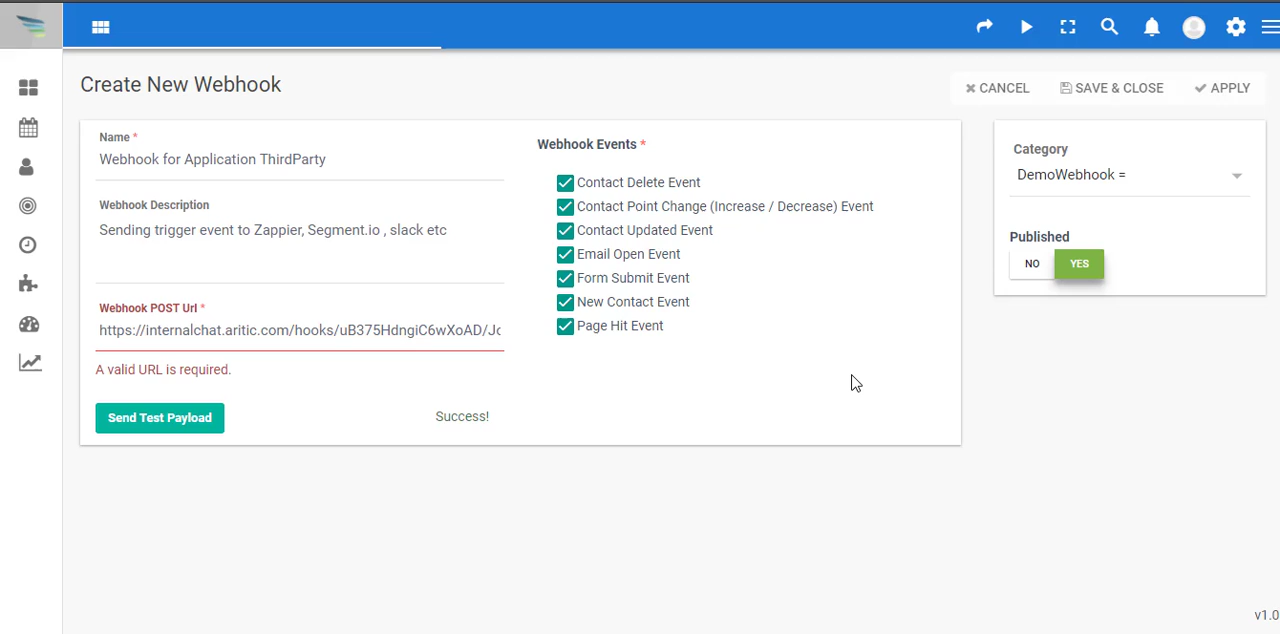 Create New Webhook
CANCEL
SAVE & CLOSE
APPLY
Name *
Webhook for Application ThirdParty
Webhook Description
Sending trigger event to Zappier, Segment.io , slack etc
Webhook POST Url *
https://internalchat.aritic.com/hooks/uB375HdngiC6wXoAD/Jc
A valid URL is required.
Send Test Payload
Success!
Webhook Events *
Contact Delete Event
Contact Point Change (Increase / Decrease) Event
Contact Updated Event
Email Open Event
Form Submit Event
New Contact Event
Page Hit Event
Category
DemoWebhook =
Published
NO
YES
v1.0